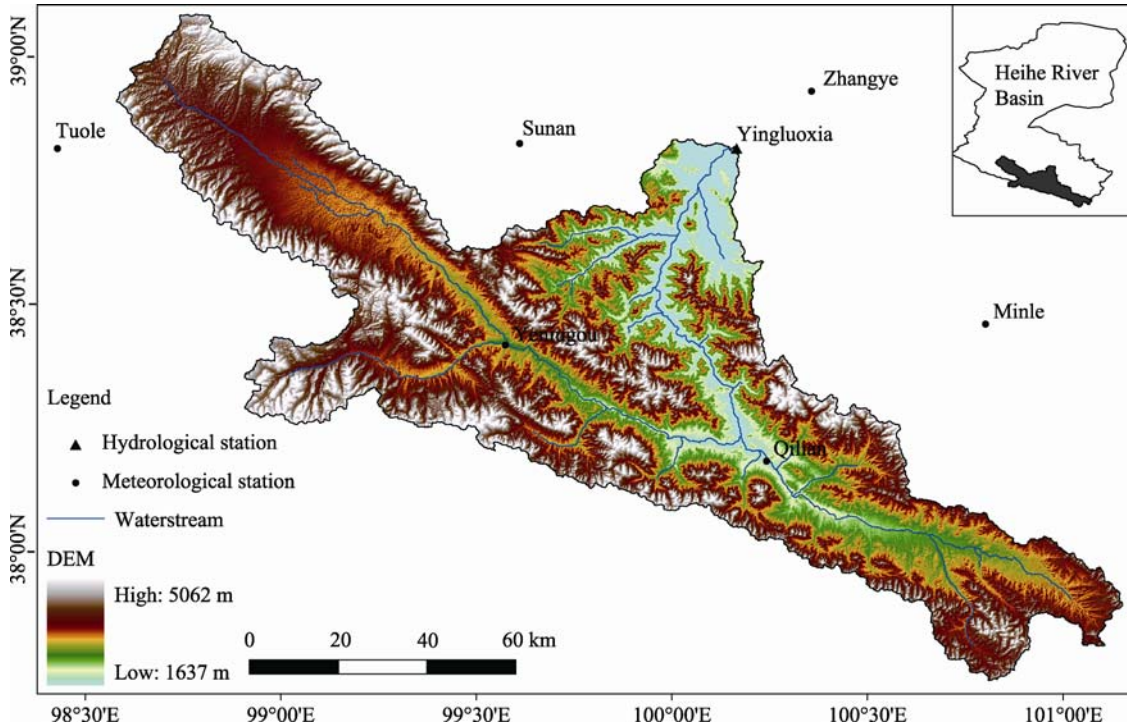 39°00'N
38°30'N
38°00'N
Heihe River
Basin
Zhangye
Tuole
Sunan
Yingluoxia
Minle
Yeniugou
Qilian
Legend
Hydrological station
Meteorological station
Waterstream
DEM
High: 5062 m
Low: 1637 m
0 20 40 60 km
98°30'E 99°00'E 99°30'E 100°00'E 100°30'E 101°00'E